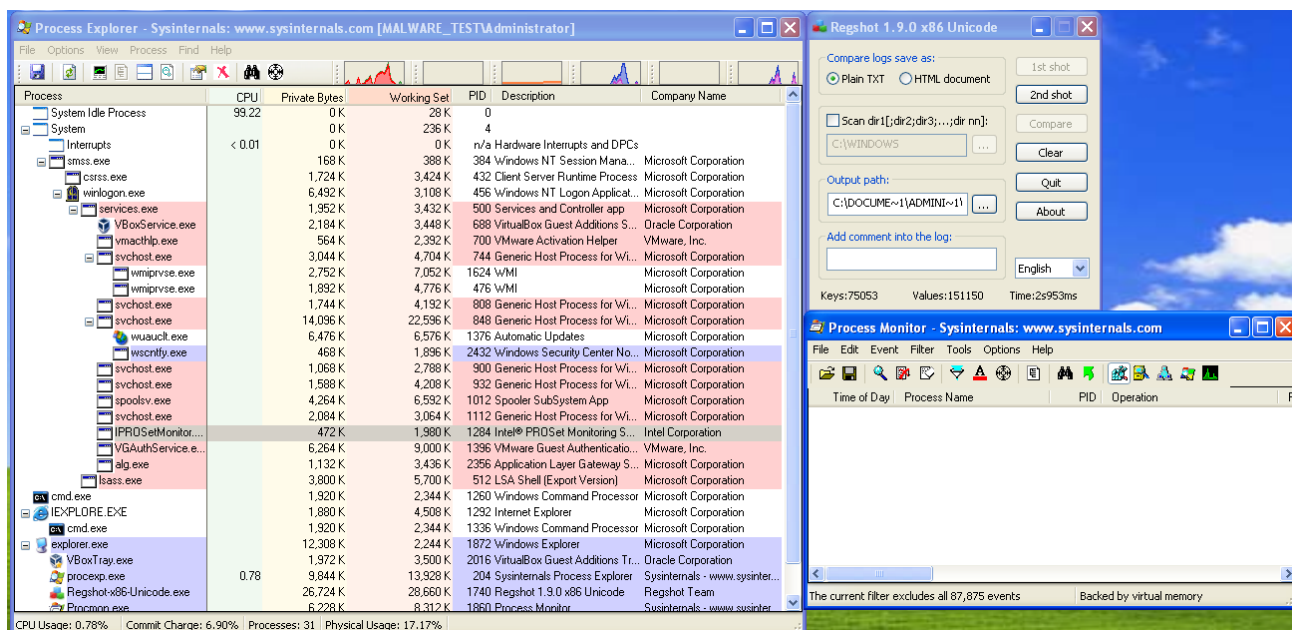 Process Explorer - Sysinternals: www.sysinternals.com [MALWARE_TEST\Administrator]
File Options View Process Find Help
Process CPU Private Bytes Working Set PID Description Company Name
System Idle Process 99.22 0 K 28 K 0
System 0 K 236 K 4
Interrupts < 0.01 0 K 0 K n/a Hardware Interrupts and DPCs
smss.exe 168 K 388 K 384 Windows NT Session Mana... Microsoft Corporation
csrss.exe 1,724 K 3,424 K 432 Client Server Runtime Process Microsoft Corporation
winlogon.exe 6,492 K 3,108 K 456 Windows NT Logon Applicat... Microsoft Corporation
services.exe 1,952 K 3,432 K 500 Services and Controller app Microsoft Corporation
VBoxService.exe 2,184 K 3,448 K 688 VirtualBox Guest Additions S... Oracle Corporation
vmacthlp.exe 564 K 2,392 K 700 VMware Activation Helper VMware, Inc.
svchost.exe 3,044 K 4,704 K 744 Generic Host Process for Wi... Microsoft Corporation
wmiprvse.exe 2,752 K 7,052 K 1624 WMI Microsoft Corporation
wmiprvse.exe 1,892 K 4,776 K 476 WMI Microsoft Corporation
svchost.exe 1,744 K 4,192 K 808 Generic Host Process for Wi... Microsoft Corporation
svchost.exe 14,096 K 22,596 K 848 Generic Host Process for Wi... Microsoft Corporation
wuauclt.exe 6,476 K 6,576 K 1376 Automatic Updates Microsoft Corporation
wscntfy.exe 468 K 1,896 K 2432 Windows Security Center No... Microsoft Corporation
svchost.exe 1,068 K 2,788 K 900 Generic Host Process for Wi... Microsoft Corporation
svchost.exe 1,588 K 4,208 K 932 Generic Host Process for Wi... Microsoft Corporation
spoolsv.exe 4,264 K 6,592 K 1012 Spooler SubSystem App Microsoft Corporation
svchost.exe 2,084 K 3,064 K 1112 Generic Host Process for Wi... Microsoft Corporation
IPROSetMonitor.... 472 K 1,980 K 1284 Intel® PROSet Monitoring S... Intel Corporation
VGAuthService.e... 6,264 K 9,000 K 1396 VMware Guest Authenticatio... VMware, Inc.
alg.exe 1,132 K 3,436 K 2356 Application Layer Gateway S... Microsoft Corporation
lsass.exe 3,800 K 5,700 K 512 LSA Shell (Export Version) Microsoft Corporation
cmd.exe 1,920 K 2,344 K 1260 Windows Command Processor Microsoft Corporation
IEXPLORE.EXE 1,880 K 4,508 K 1292 Internet Explorer Microsoft Corporation
cmd.exe 1,920 K 2,344 K 1336 Windows Command Processor Microsoft Corporation
explorer.exe 12,308 K 2,244 K 1872 Windows Explorer Microsoft Corporation
VBoxTray.exe 1,972 K 3,500 K 2016 VirtualBox Guest Additions Tr... Oracle Corporation
procexp.exe 0.78 9,844 K 13,928 K 204 Sysinternals Process Explorer Sysinternals - www.sysinter...
Regshot-x86-Unicode.exe 26,724 K 28,660 K 1740 Regshot 1.9.0 x86 Unicode Regshot Team
Procmon.exe 6,228 K 8,312 K 1860 Process Monitor Sysinternals - www.sysinter
CPU Usage: 0.78% Commit Charge: 6.90% Processes: 31 Physical Usage: 17.17%
Regshot 1.9.0 x86 Unicode
Compare logs save as:
Plain TXT HTML document
1st shot
2nd shot
Scan dir1[;dir2;dir3;...;dir nn]:
Compare
C:\WINDOWS ...
Clear
Output path:
Quit
C:\DOCUME~1\ADMINI~1\ ...
About
Add comment into the log:
English
Keys:75053 Values:151150 Time:2s953ms
Process Monitor - Sysinternals: www.sysinternals.com
File Edit Event Filter Tools Options Help
Time of Day Process Name PID Operation
The current filter excludes all 87,875 events Backed by virtual memory